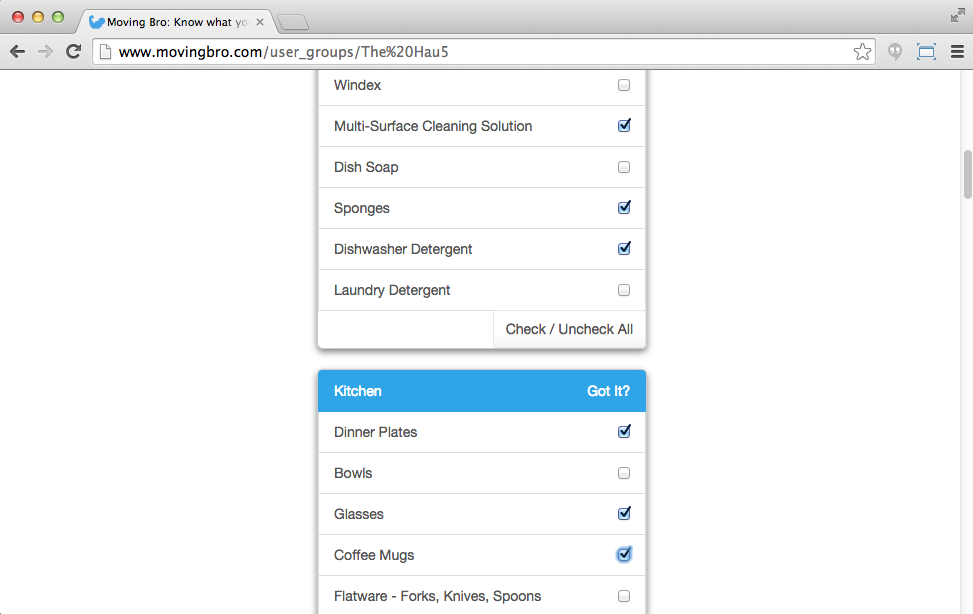 Moving Bro: Know what yo
www.movingbro.com/user_groups/The%20Hau5
Windex
Multi-Surface Cleaning Solution
Dish Soap
Sponges
Dishwasher Detergent
Laundry Detergent
Check / Uncheck All
Kitchen Got It?
Dinner Plates
Bowls
Glasses
Coffee Mugs
Flatware - Forks, Knives, Spoons